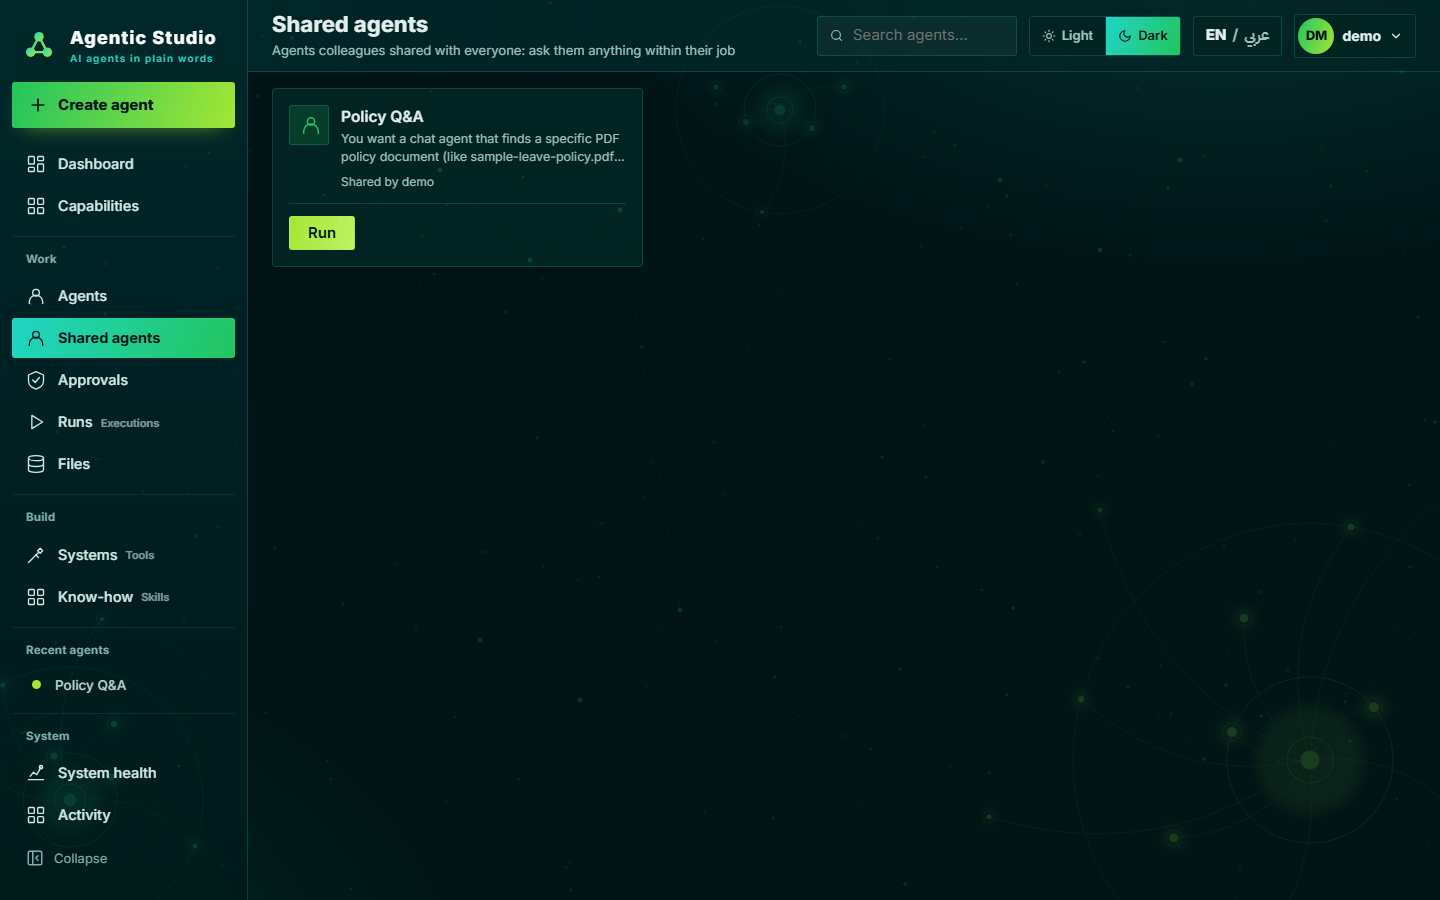 Agentic Studio
AI agents in plain words
Create agent
Dashboard
Capabilities
Work
Agents
Shared agents
Approvals
Runs Executions
Files
Build
Systems Tools
Know-how Skills
Recent agents
Policy Q&A
System
System health
Activity
Collapse
Shared agents
Agents colleagues shared with everyone: ask them anything within their job
Search agents...
Light
Dark
EN / عربي
DM demo
Policy Q&A
You want a chat agent that finds a specific PDF
policy document (like sample-leave-policy.pdf...
Shared by demo
Run